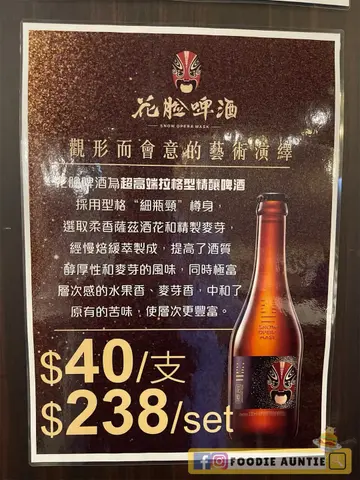 花脸啤酒
SNOW OPERA MASK
觀形而會意的藝術演繹
花臉啤酒為超高端拉格型精釀啤酒
採用型格“細瓶頸”樽身，
選取柔香薩茲酒花和精製麥芽，
經慢焙緩萃製成，提高了酒質
醇厚性和麥芽的風味，同時極富
層次感的水果香、麥芽香，中和了
原有的苦味，使層次更豐富。
$40/支
$238/set
FOODIE AUNTIE